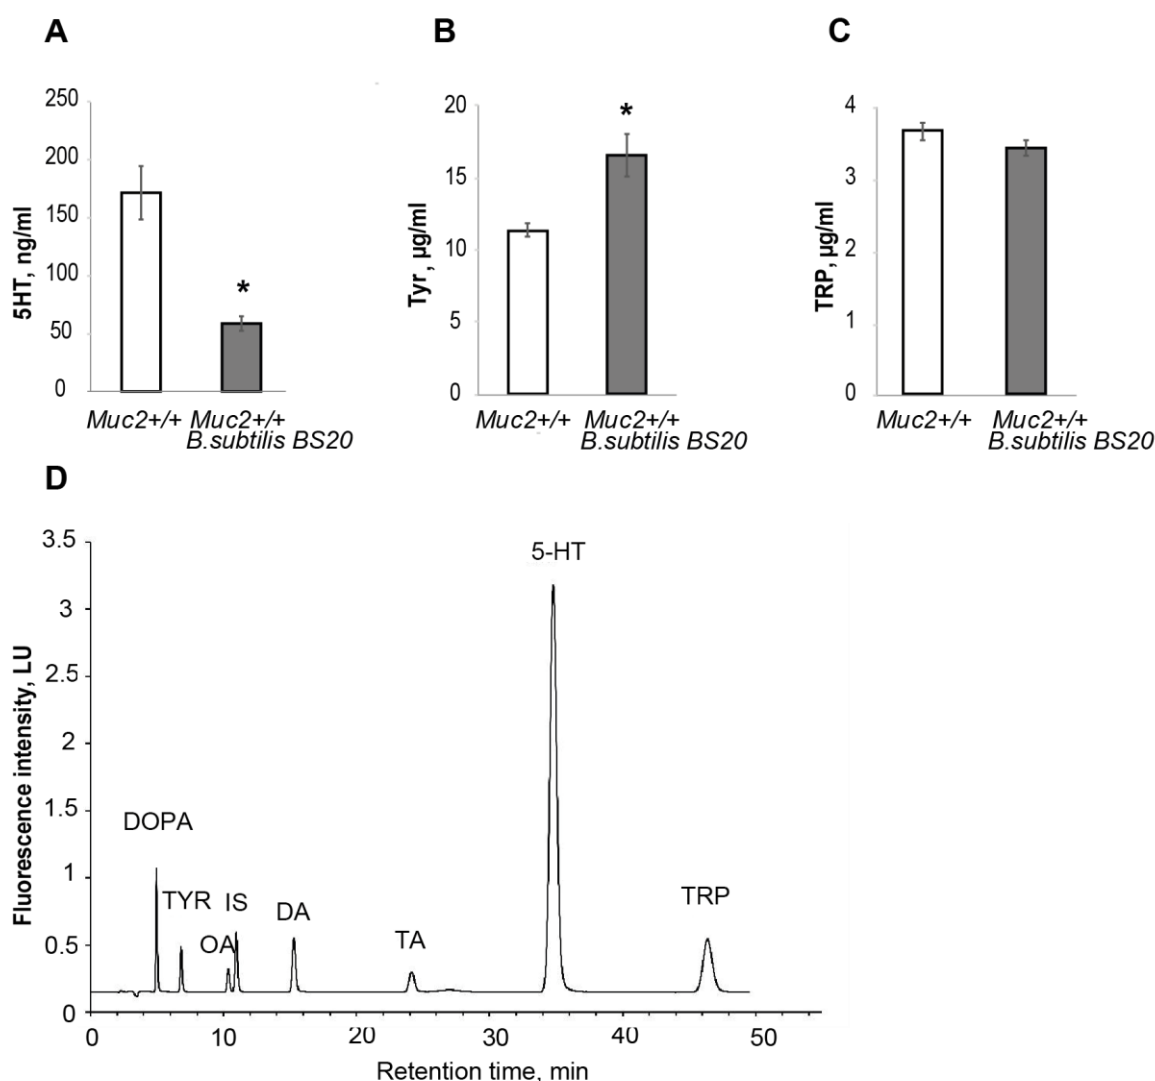 A
B
C
250
200
150
100
50
0
5HT, ng/ml
*
Muc2+/+
Muc2+/+
B.subtilis BS20
20
15
10
5
0
Tyr, µg/ml
*
Muc2+/+
Muc2+/+
B.subtilis BS20
4
3
2
1
0
TRP, µg/ml
Muc2+/+
Muc2+/+
B.subtilis BS20
D
3.5
3
2.5
2
1.5
1
0.5
0
Fluorescence intensity, LU
DOPA
TYR
OA
IS
DA
TA
5-HT
TRP
0
10
20
30
40
50
Retention time, min